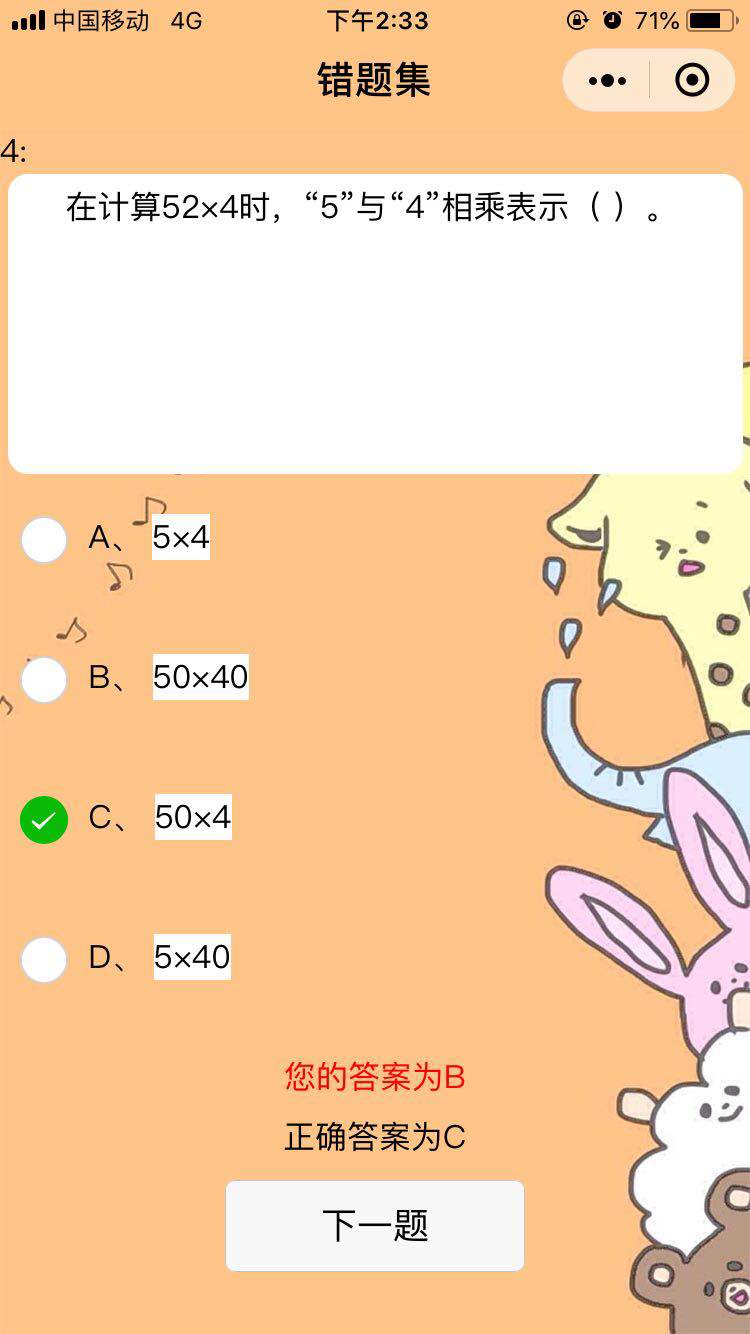 中国移动 4G 下午2:33 71%
错题集
4:
在计算52×4时，“5”与“4”相乘表示（ ）。
A、 5×4
B、 50×40
C、 50×4
D、 5×40
您的答案为B
正确答案为C
下一题